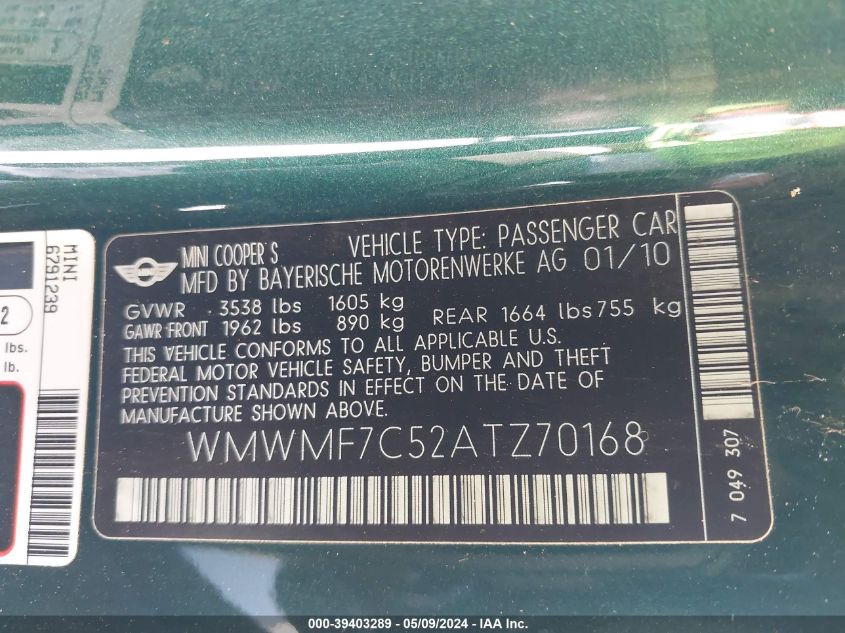 MINI COOPER S VEHICLE TYPE: PASSENGER CAR
MFD BY BAYERISCHE MOTORENWERKE AG 01/10
GVWR 3538 lbs 1605 kg
GAWR FRONT 1962 lbs 890 kg REAR 1664 lbs 755 kg
THIS VEHICLE CONFORMS TO ALL APPLICABLE U.S.
FEDERAL MOTOR VEHICLE SAFETY, BUMPER AND THEFT
PREVENTION STANDARDS IN EFFECT ON THE DATE OF
MANUFACTURE SHOWN ABOVE.
WMWMF7C52ATZ70168
7 049 307
MINI
6791239
2
lbs.
lb.
000-39403289 - 05/09/2024 - IAA Inc.